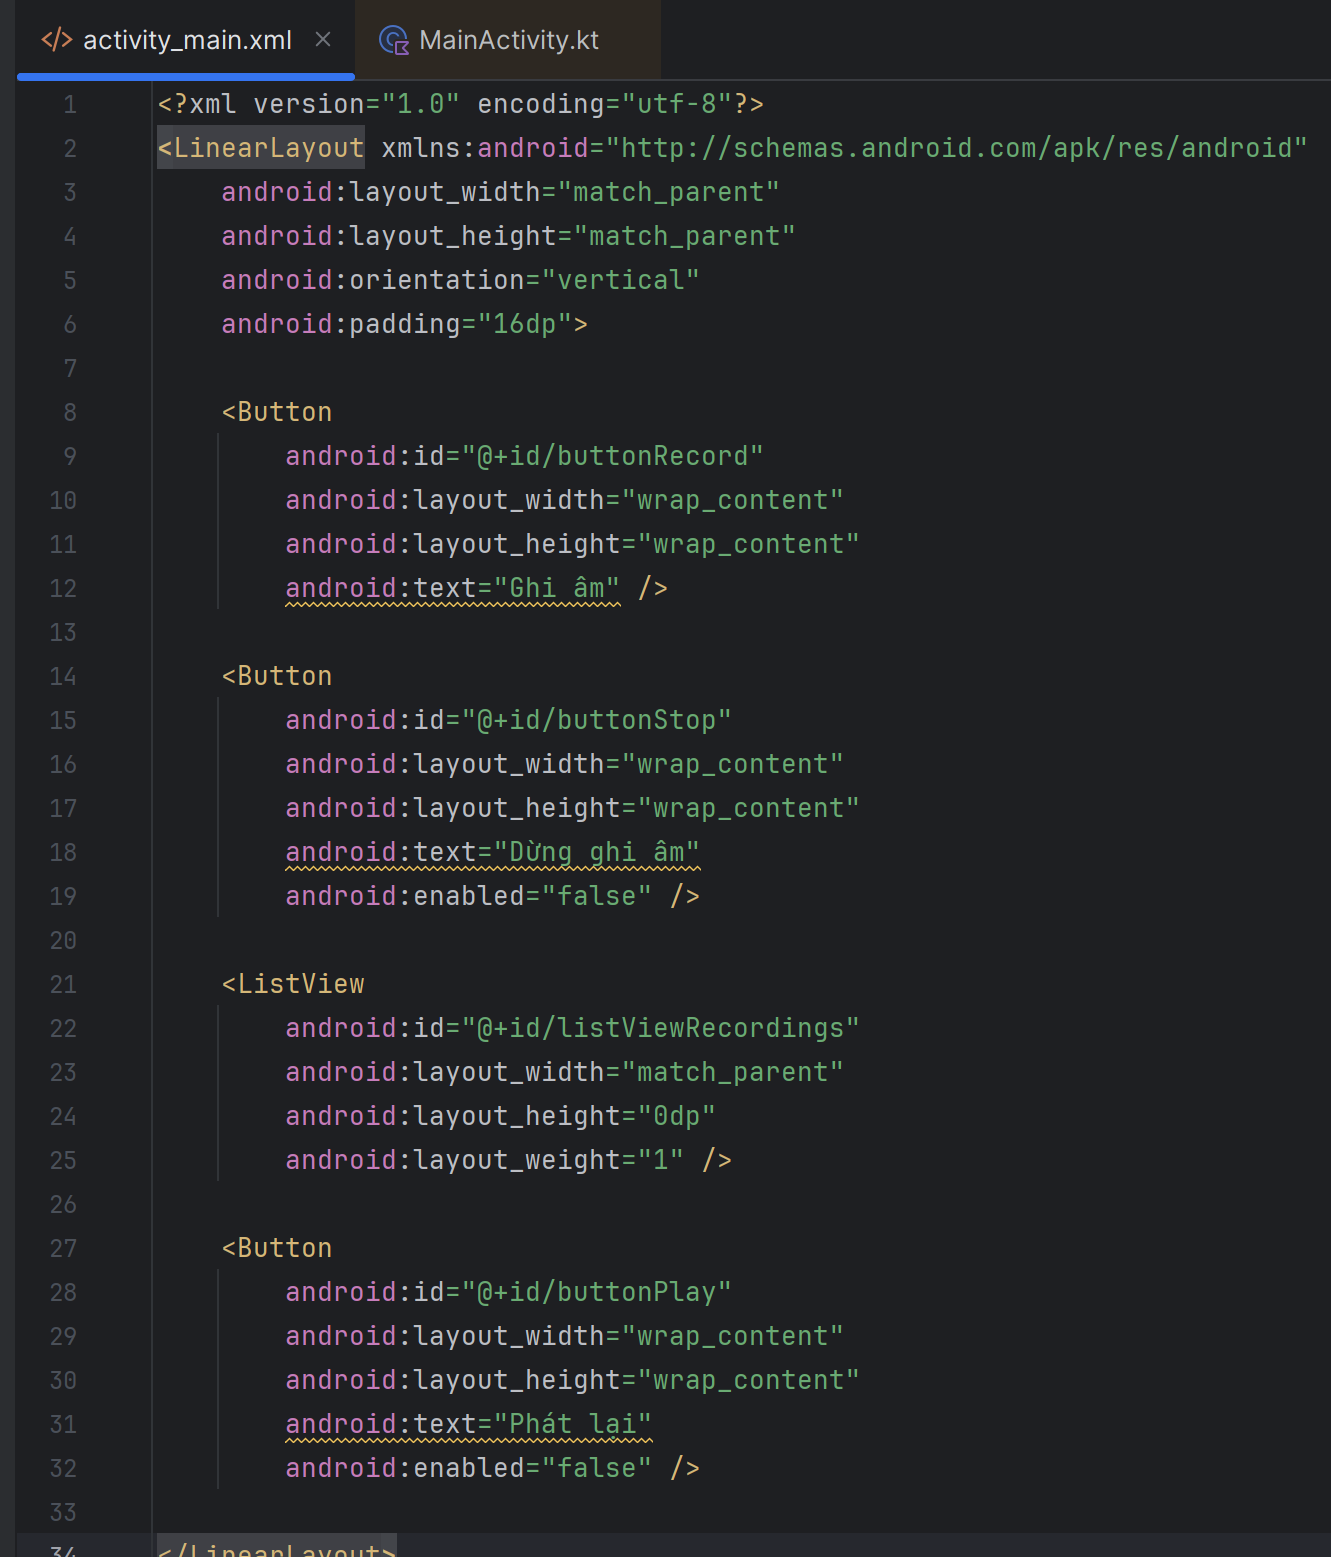 activity_main.xml
MainActivity.kt
1 <?xml version="1.0" encoding="utf-8"?>
2 <LinearLayout xmlns:android="http://schemas.android.com/apk/res/android"
3     android:layout_width="match_parent"
4     android:layout_height="match_parent"
5     android:orientation="vertical"
6     android:padding="16dp">
7
8     <Button
9         android:id="@+id/buttonRecord"
10         android:layout_width="wrap_content"
11         android:layout_height="wrap_content"
12         android:text="Ghi âm" />
13
14     <Button
15         android:id="@+id/buttonStop"
16         android:layout_width="wrap_content"
17         android:layout_height="wrap_content"
18         android:text="Dừng ghi âm"
19         android:enabled="false" />
20
21     <ListView
22         android:id="@+id/listViewRecordings"
23         android:layout_width="match_parent"
24         android:layout_height="0dp"
25         android:layout_weight="1" />
26
27     <Button
28         android:id="@+id/buttonPlay"
29         android:layout_width="wrap_content"
30         android:layout_height="wrap_content"
31         android:text="Phát lại"
32         android:enabled="false" />
33
34 </LinearLayout>